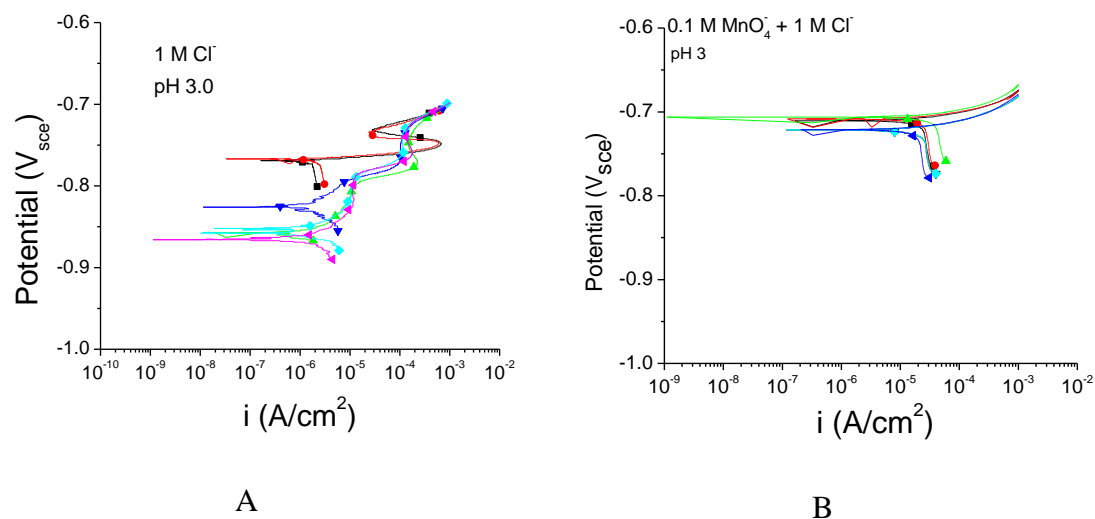 1 M Cl⁻
pH 3.0
-0.6
-0.7
-0.8
-0.9
-1.0
Potential (V_sce)
10⁻¹⁰ 10⁻⁹ 10⁻⁸ 10⁻⁷ 10⁻⁶ 10⁻⁵ 10⁻⁴ 10⁻³ 10⁻²
i (A/cm²)
A
0.1 M MnO₄⁻ + 1 M Cl⁻
pH 3
-0.6
-0.7
-0.8
-0.9
-1.0
Potential (V_sce)
10⁻⁹ 10⁻⁸ 10⁻⁷ 10⁻⁶ 10⁻⁵ 10⁻⁴ 10⁻³ 10⁻²
i (A/cm²)
B